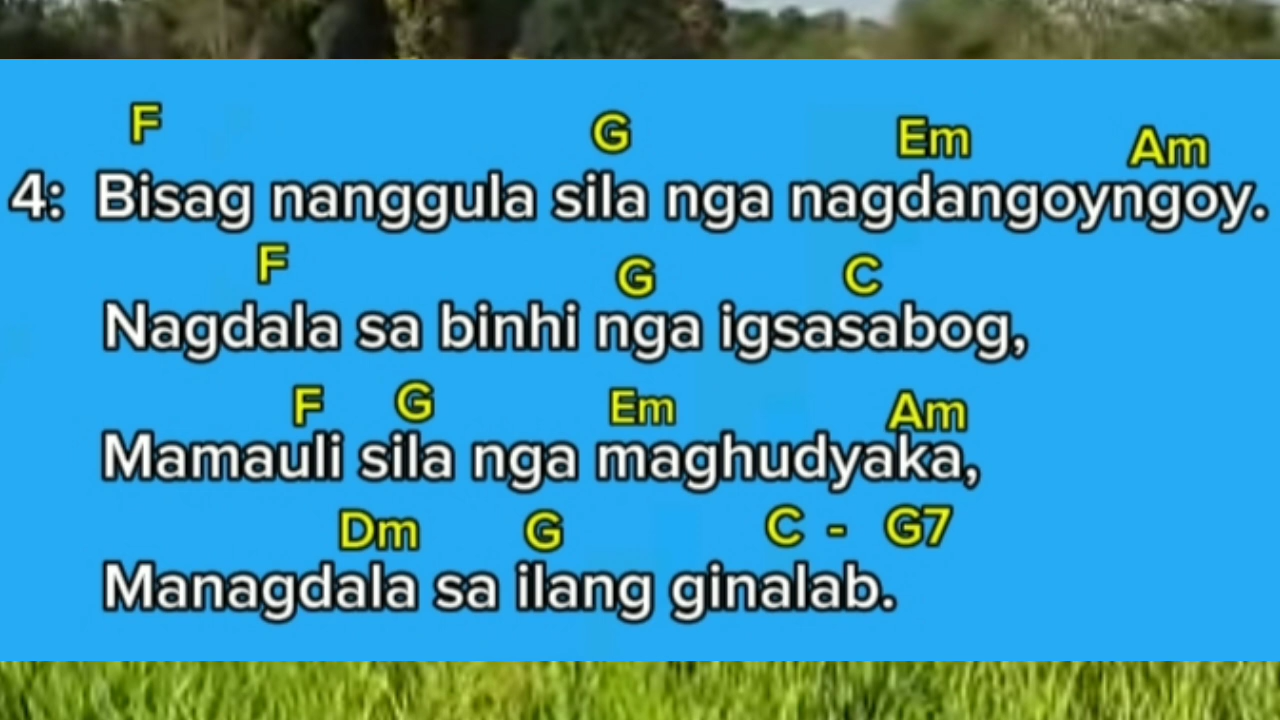 F G Em Am
4: Bisag nanggula sila nga nagdangoyngoy.
F G C
Nagdala sa binhi nga igsasabog,
F G Em Am
Mamauli sila nga maghudyaka,
Dm G C - G7
Managdala sa ilang ginalab.